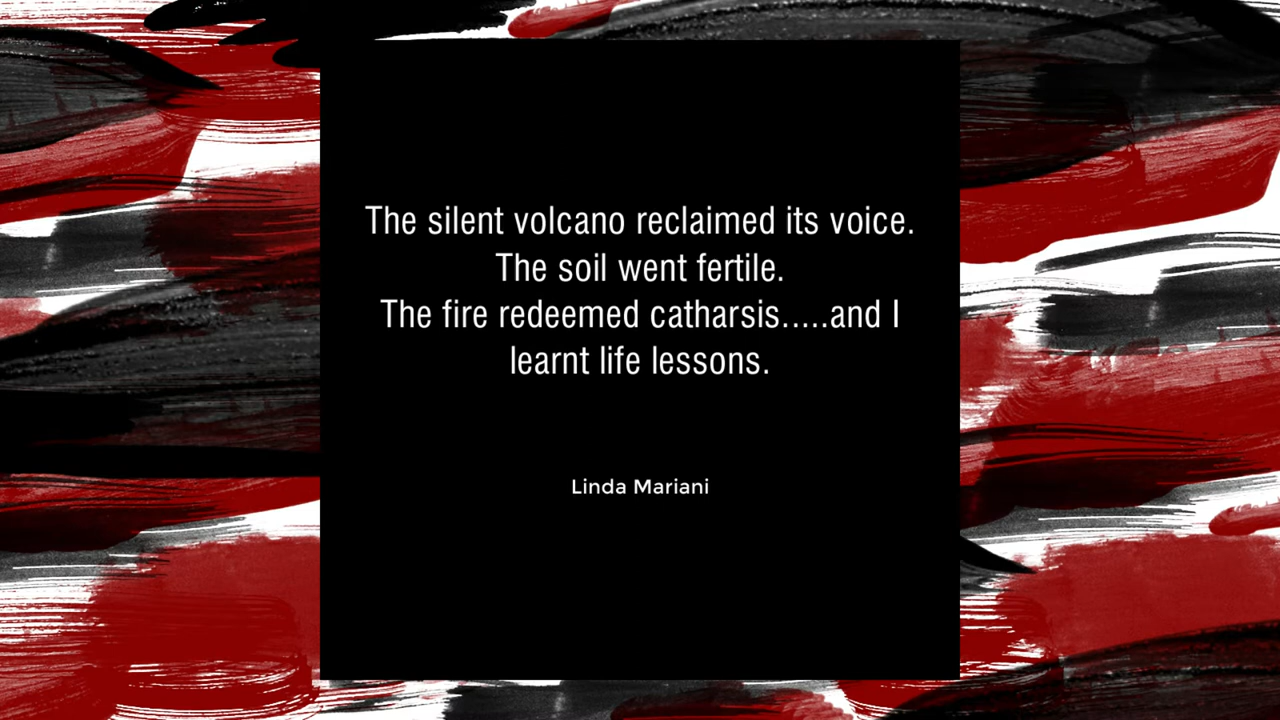 The silent volcano reclaimed its voice.
The soil went fertile.
The fire redeemed catharsis.....and I
learnt life lessons.
Linda Mariani